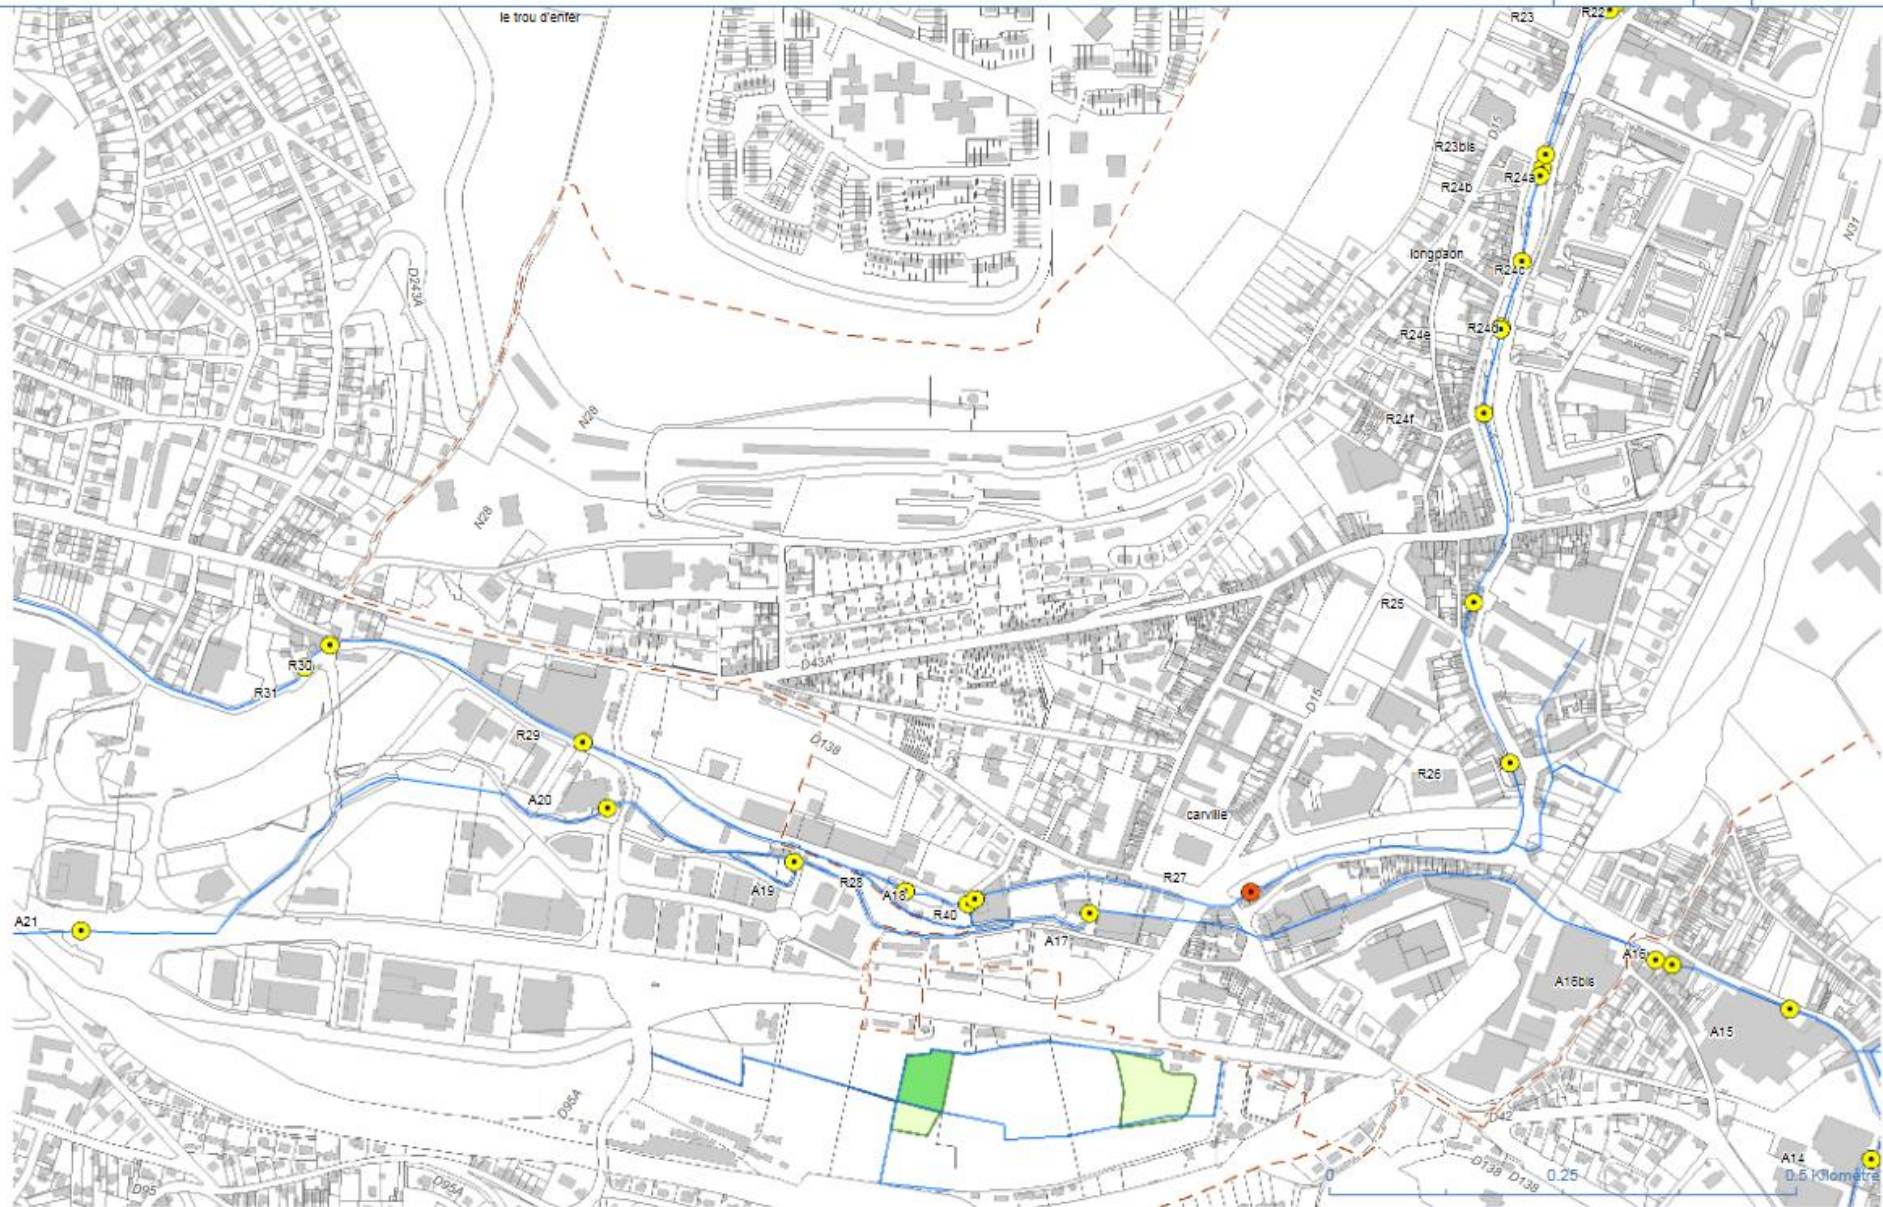 le trou d'enfer
R23
R22
D15
R23bis
R24a
R24b
N31
longpaon
R24c
D243A
R24d
R24e
N28
R24f
N28
R25
R30
D43A
R31
D15
R29
D138
R26
A20
carville
A19
R28
A18
R27
R40
A21
A17
A16
A16bis
A15
D95A
D42
D138
D138
A14
D95
D95A
0
0.25
0.5 Kilomètre